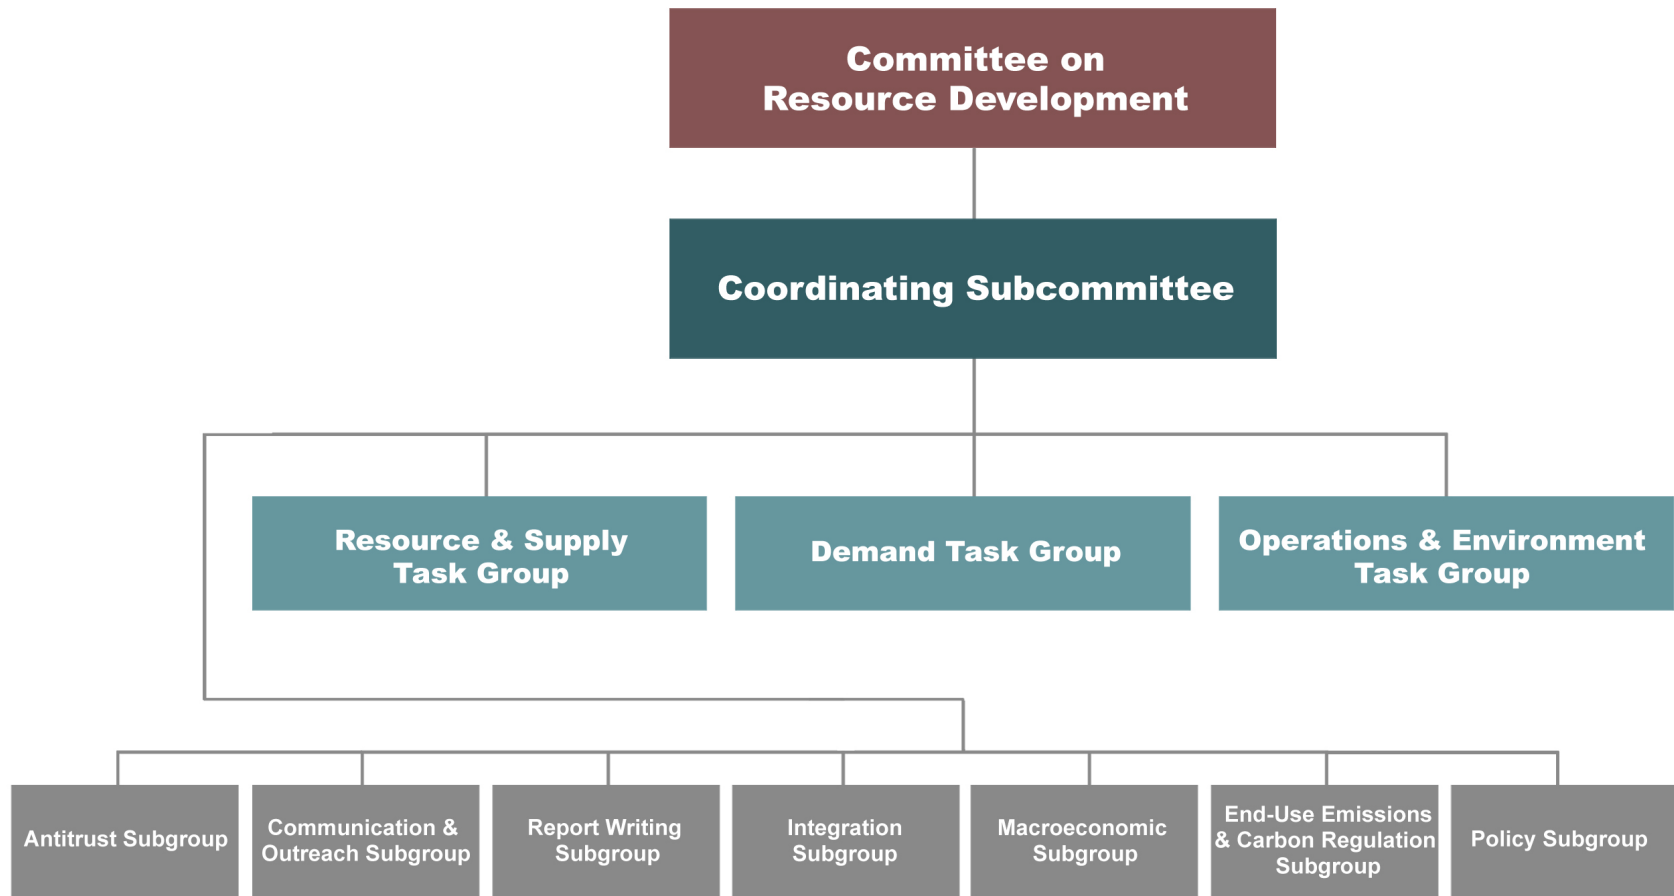 Committee on
Resource Development
Coordinating Subcommittee
Resource & Supply
Task Group
Demand Task Group
Operations & Environment
Task Group
Antitrust Subgroup
Communication &
Outreach Subgroup
Report Writing
Subgroup
Integration
Subgroup
Macroeconomic
Subgroup
End-Use Emissions
& Carbon Regulation
Subgroup
Policy Subgroup